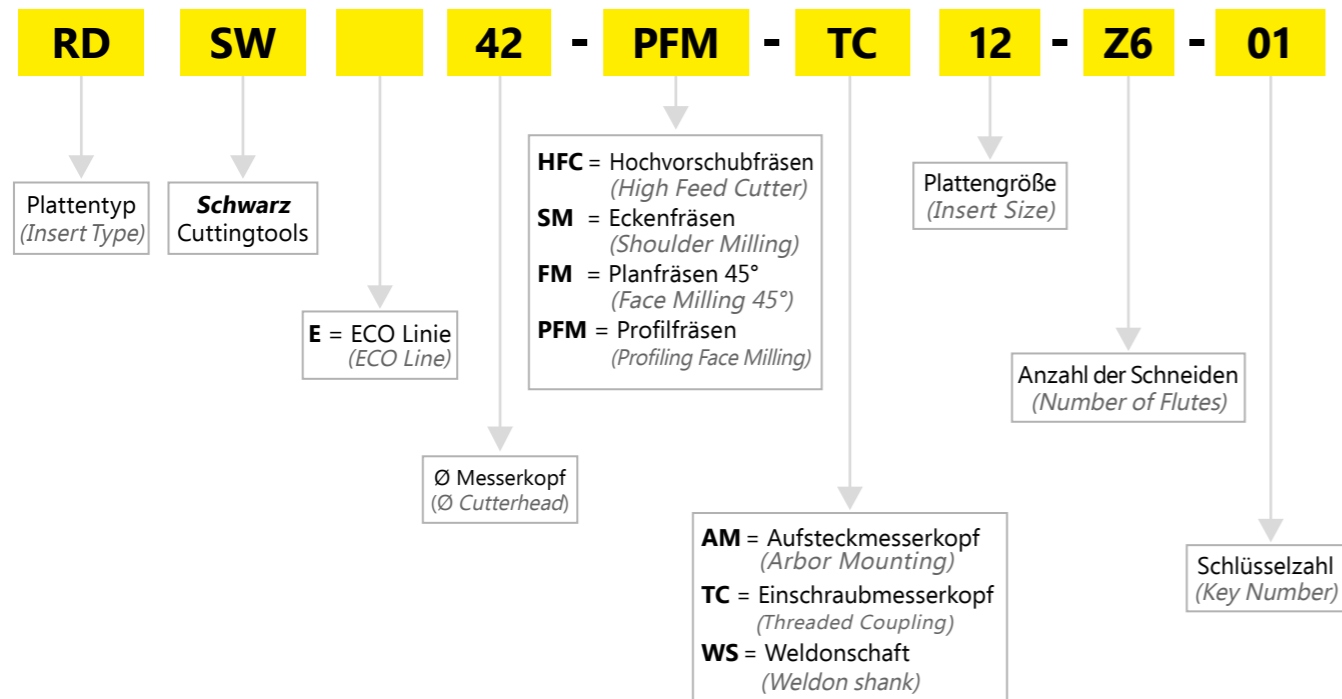 RD SW 42 - PFM - TC 12 - Z6 - 01
Plattentyp
(Insert Type)
Schwarz
Cuttingtools
E = ECO Linie
(ECO Line)
Ø Messerkopf
(Ø Cutterhead)
HFC = Hochvorschubfräsen
(High Feed Cutter)
SM = Eckenfräsen
(Shoulder Milling)
FM = Planfräsen 45°
(Face Milling 45°)
PFM = Profilfräsen
(Profiling Face Milling)
AM = Aufsteckmesserkopf
(Arbor Mounting)
TC = Einschraubmesserkopf
(Threaded Coupling)
WS = Weldonschaft
(Weldon shank)
Plattengröße
(Insert Size)
Anzahl der Schneiden
(Number of Flutes)
Schlüsselzahl
(Key Number)